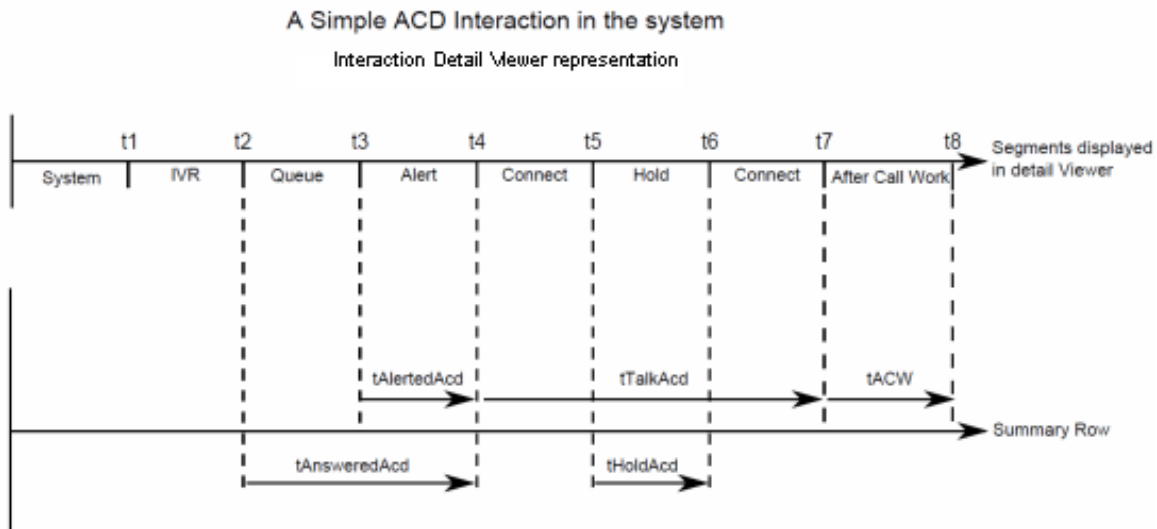 A Simple ACD Interaction in the system
Interaction Detail Viewer representation
t1 t2 t3 t4 t5 t6 t7 t8
Segments displayed
in detail Viewer
System IVR Queue Alert Connect Hold Connect After Call Work
tAlertedAcd tTalkAcd tACW
Summary Row
tAnsweredAcd tHoldAcd